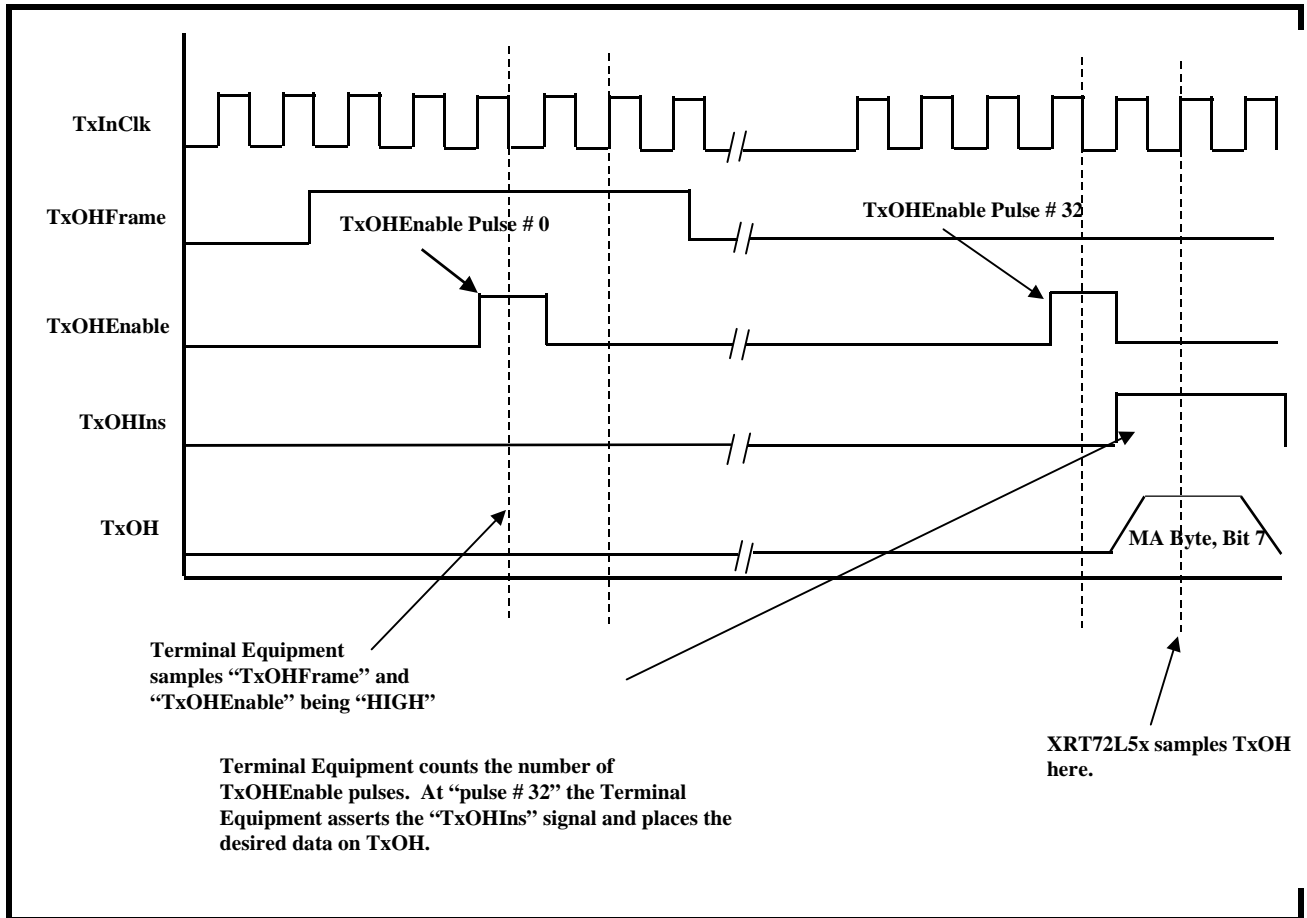 TxInClk
TxOHFrame
TxOHEnable Pulse # 0
TxOHEnable Pulse # 32
TxOHEnable
TxOHIns
TxOH
MA Byte, Bit 7
Terminal Equipment
samples “TxOHFrame” and
“TxOHEnable” being “HIGH”
XRT72L5x samples TxOH
here.
Terminal Equipment counts the number of
TxOHEnable pulses. At “pulse # 32” the Terminal
Equipment asserts the “TxOHIns” signal and places the
desired data on TxOH.